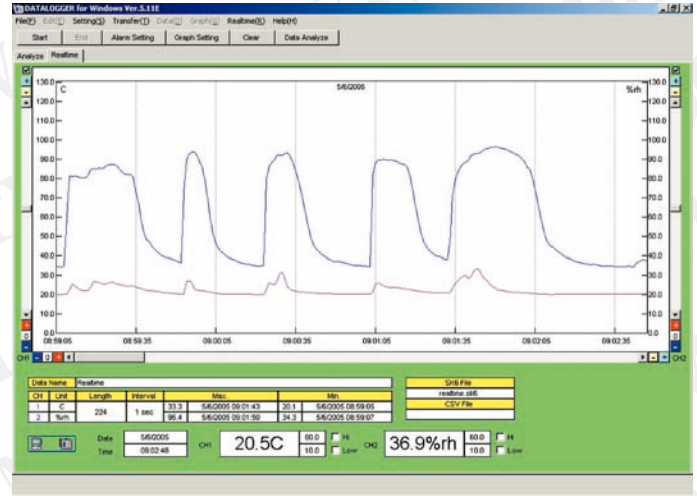 DATALOGGER for Windows Ver.5.11E
File(F) Edit(E) Setting(S) Transfer(T) Data(D) Graph(G) Realtime(R) Help(H)
Start End Alarm Setting Graph Setting Clear Data Analyze
Analyze Realtime
130.0 C 5/6/2005 %rh 130.0
120.0 120.0
110.0 110.0
100.0 100.0
90.0 90.0
80.0 80.0
70.0 70.0
60.0 60.0
50.0 50.0
40.0 40.0
30.0 30.0
20.0 20.0
10.0 10.0
0.0 0.0
08:59:05 08:59:35 09:00:05 09:00:35 09:01:05 09:01:35 09:02:05 09:02:35
CH1 CH2
Data Name Realtime SK6 File
realtime.sk6
CH Unit Length Interval Max. Min. CSV File
1 C 224 1 sec 33.3 5/6/2005 09:01:43 20.1 5/6/2005 08:59:05
2 %rh 96.4 5/6/2005 09:01:50 34.3 5/6/2005 08:59:07
Date 5/6/2005 CH1 20.5C 60.0 Hi CH2 36.9%rh 60.0 Hi
Time 09:02:48 10.0 Low 10.0 Low